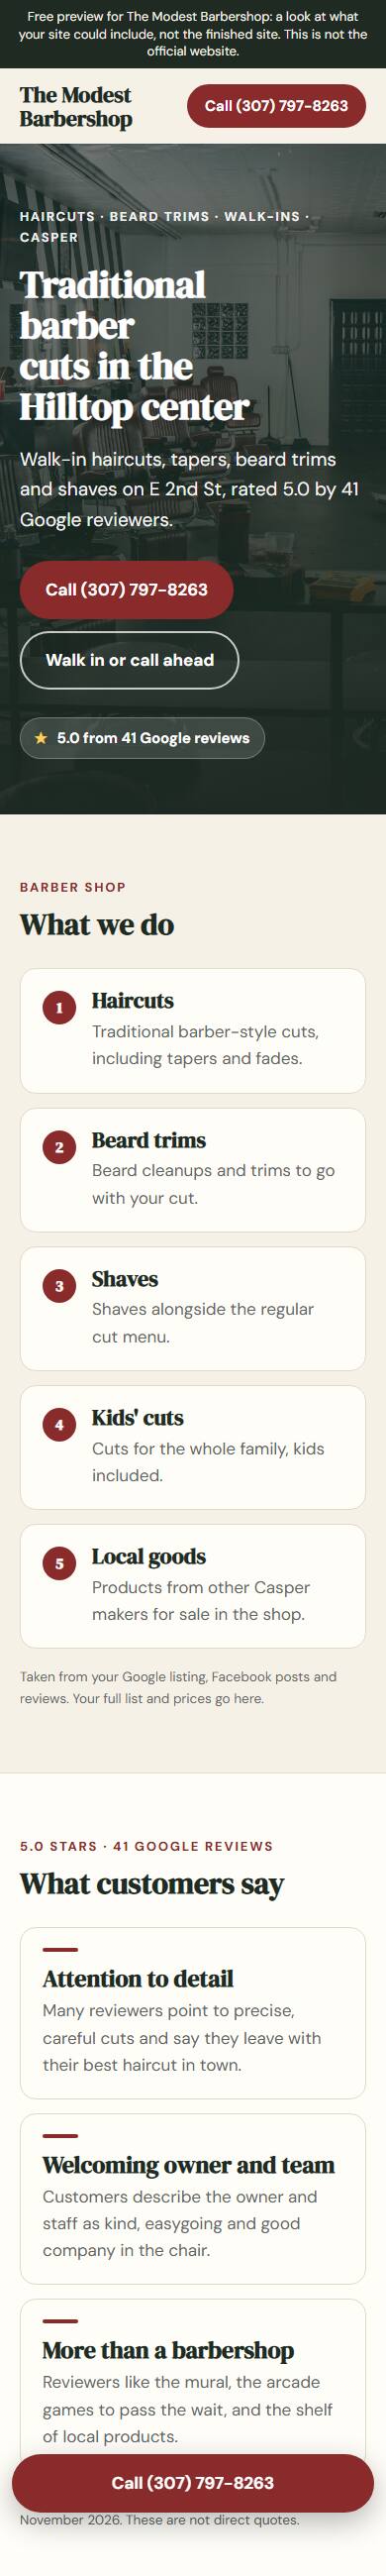 Free preview for The Modest Barbershop: a look at what
your site could include, not the finished site. This is not the
official website.
The Modest
Barbershop
Call (307) 797-8263
HAIRCUTS · BEARD TRIMS · WALK-INS ·
CASPER
Traditional
barber
cuts in the
Hilltop center
Walk-in haircuts, tapers, beard trims
and shaves on E 2nd St, rated 5.0 by 41
Google reviewers.
Call (307) 797-8263
Walk in or call ahead
★ 5.0 from 41 Google reviews
BARBER SHOP
What we do
1 Haircuts
Traditional barber-style cuts,
including tapers and fades.
2 Beard trims
Beard cleanups and trims to go
with your cut.
3 Shaves
Shaves alongside the regular
cut menu.
4 Kids' cuts
Cuts for the whole family, kids
included.
5 Local goods
Products from other Casper
makers for sale in the shop.
Taken from your Google listing, Facebook posts and
reviews. Your full list and prices go here.
5.0 STARS · 41 GOOGLE REVIEWS
What customers say
Attention to detail
Many reviewers point to precise,
careful cuts and say they leave with
their best haircut in town.
Welcoming owner and team
Customers describe the owner and
staff as kind, easygoing and good
company in the chair.
More than a barbershop
Reviewers like the mural, the arcade
games to pass the wait, and the shelf
of local products.
Call (307) 797-8263
November 2026. These are not direct quotes.